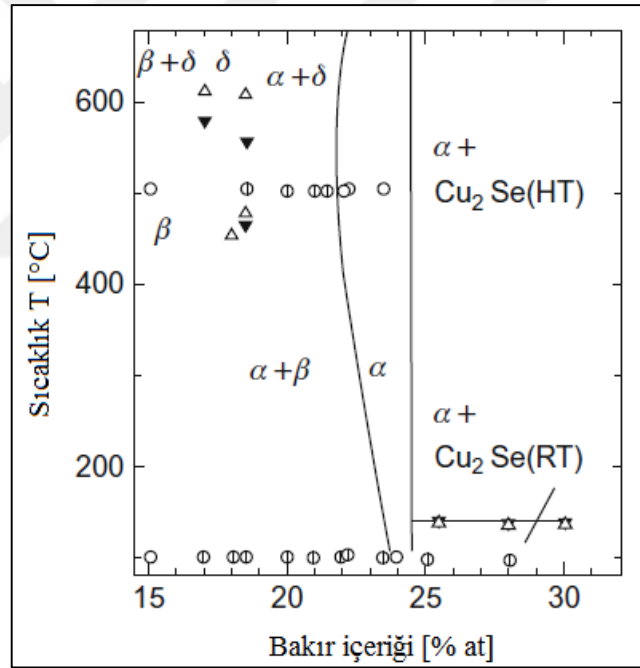 β+δ δ α+δ
600
α+
Cu₂ Se(HT)
β
400
α+β α
α+
Cu₂ Se(RT)
200
15 20 25 30
Sıcaklık T [°C]
Bakır içeriği [% at]